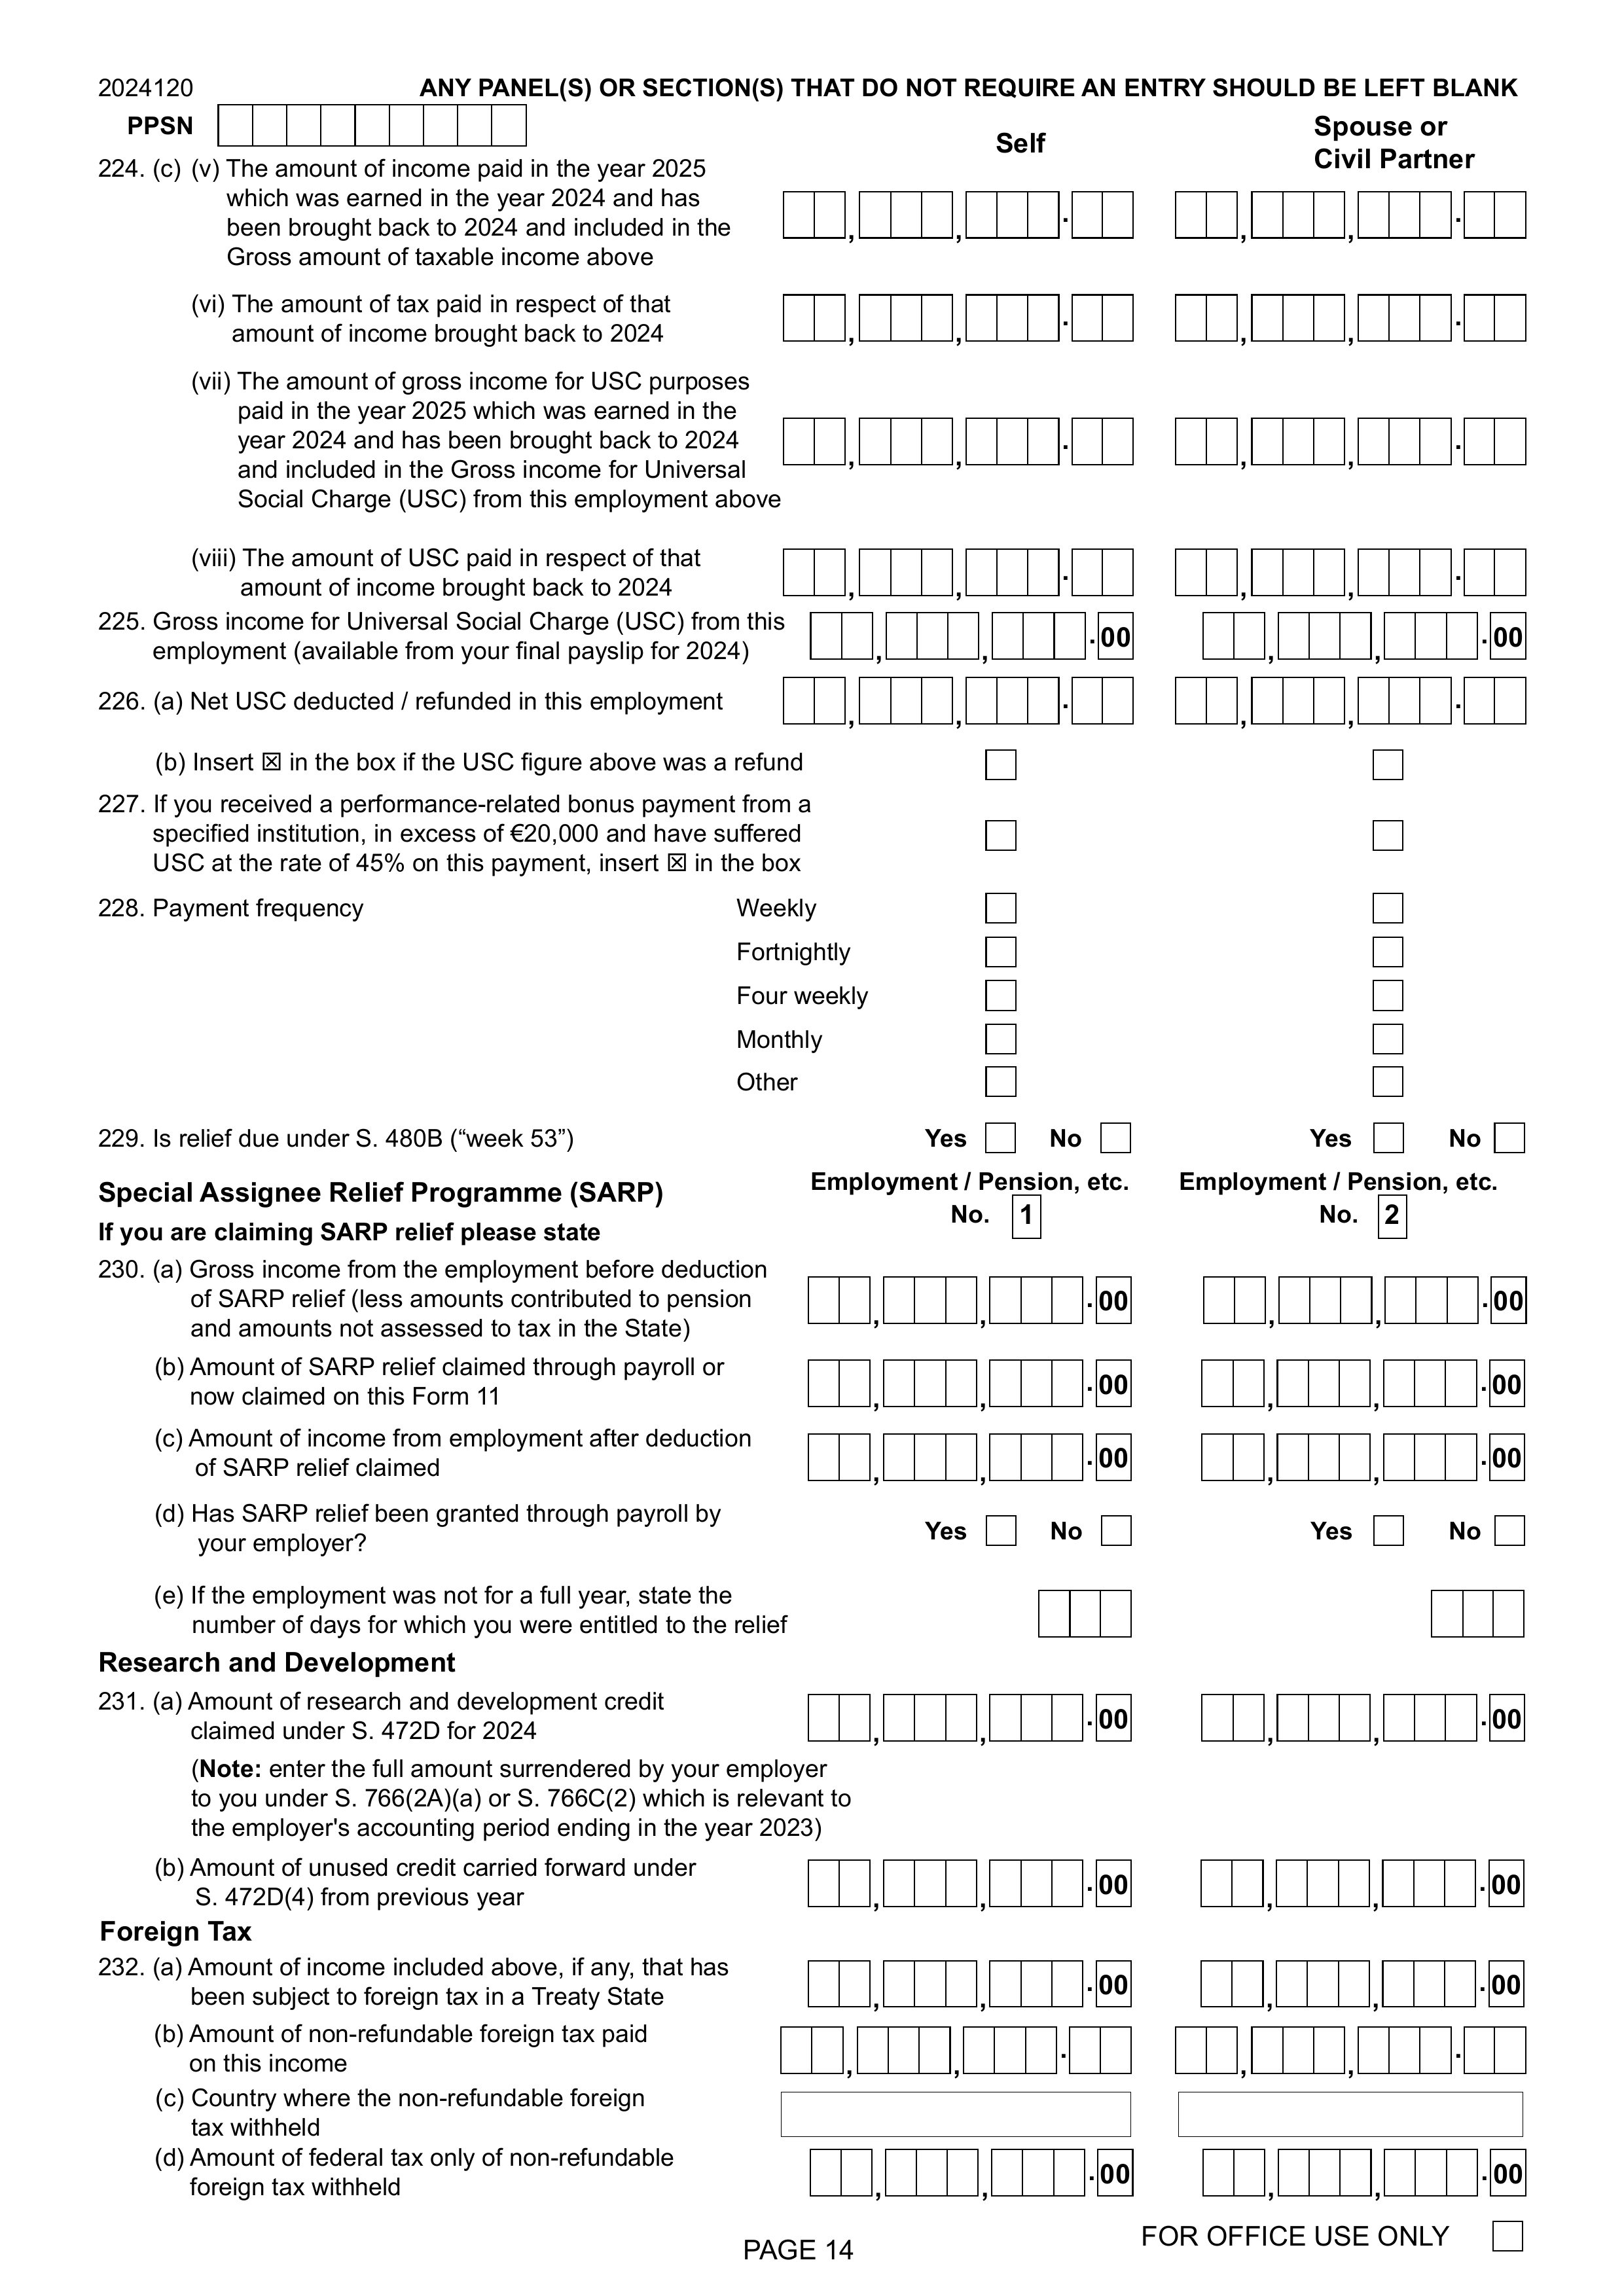 2024120 ANY PANEL(S) OR SECTION(S) THAT DO NOT REQUIRE AN ENTRY SHOULD BE LEFT BLANK
PPSN
Self Spouse or
Civil Partner
224. (c) (v) The amount of income paid in the year 2025
which was earned in the year 2024 and has
been brought back to 2024 and included in the
Gross amount of taxable income above
, , . , , .
(vi) The amount of tax paid in respect of that
amount of income brought back to 2024
, , . , , .
(vii) The amount of gross income for USC purposes
paid in the year 2025 which was earned in the
year 2024 and has been brought back to 2024
and included in the Gross income for Universal
Social Charge (USC) from this employment above
, , . , , .
(viii) The amount of USC paid in respect of that
amount of income brought back to 2024
, , . , , .
225. Gross income for Universal Social Charge (USC) from this
employment (available from your final payslip for 2024)
, , .00 , , .00
226. (a) Net USC deducted / refunded in this employment , , . , , .
(b) Insert ☒ in the box if the USC figure above was a refund
227. If you received a performance-related bonus payment from a
specified institution, in excess of €20,000 and have suffered
USC at the rate of 45% on this payment, insert ☒ in the box
228. Payment frequency Weekly
Fortnightly
Four weekly
Monthly
Other
229. Is relief due under S. 480B (“week 53”) Yes No Yes No
Special Assignee Relief Programme (SARP) Employment / Pension, etc. Employment / Pension, etc.
No. 1 No. 2
If you are claiming SARP relief please state
230. (a) Gross income from the employment before deduction
of SARP relief (less amounts contributed to pension
and amounts not assessed to tax in the State)
, , .00 , , .00
(b) Amount of SARP relief claimed through payroll or
now claimed on this Form 11
, , .00 , , .00
(c) Amount of income from employment after deduction
of SARP relief claimed
, , .00 , , .00
(d) Has SARP relief been granted through payroll by
your employer?
Yes No Yes No
(e) If the employment was not for a full year, state the
number of days for which you were entitled to the relief
Research and Development
231. (a) Amount of research and development credit
claimed under S. 472D for 2024
, , .00 , , .00
(Note: enter the full amount surrendered by your employer
to you under S. 766(2A)(a) or S. 766C(2) which is relevant to
the employer's accounting period ending in the year 2023)
(b) Amount of unused credit carried forward under
S. 472D(4) from previous year
, , .00 , , .00
Foreign Tax
232. (a) Amount of income included above, if any, that has
been subject to foreign tax in a Treaty State
, , .00 , , .00
(b) Amount of non-refundable foreign tax paid
on this income
, , . , , .
(c) Country where the non-refundable foreign
tax withheld
(d) Amount of federal tax only of non-refundable
foreign tax withheld
, , .00 , , .00
PAGE 14 FOR OFFICE USE ONLY